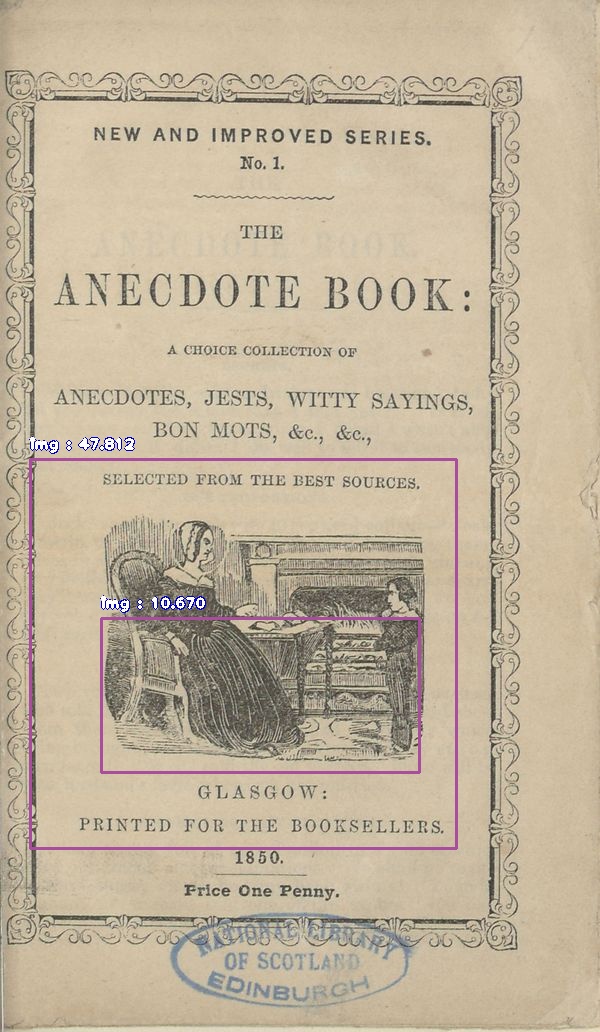 NEW AND IMPROVED SERIES.
No. 1.
THE
ANECDOTE BOOK:
A CHOICE COLLECTION OF
ANECDOTES, JESTS, WITTY SAYINGS,
BON MOTS, &c., &c.,
Img : 47.812
SELECTED FROM THE BEST SOURCES.
Img : 10.670
GLASGOW:
PRINTED FOR THE BOOKSELLERS.
1850.
Price One Penny.
NATIONAL LIBRARY
OF SCOTLAND
EDINBURGH